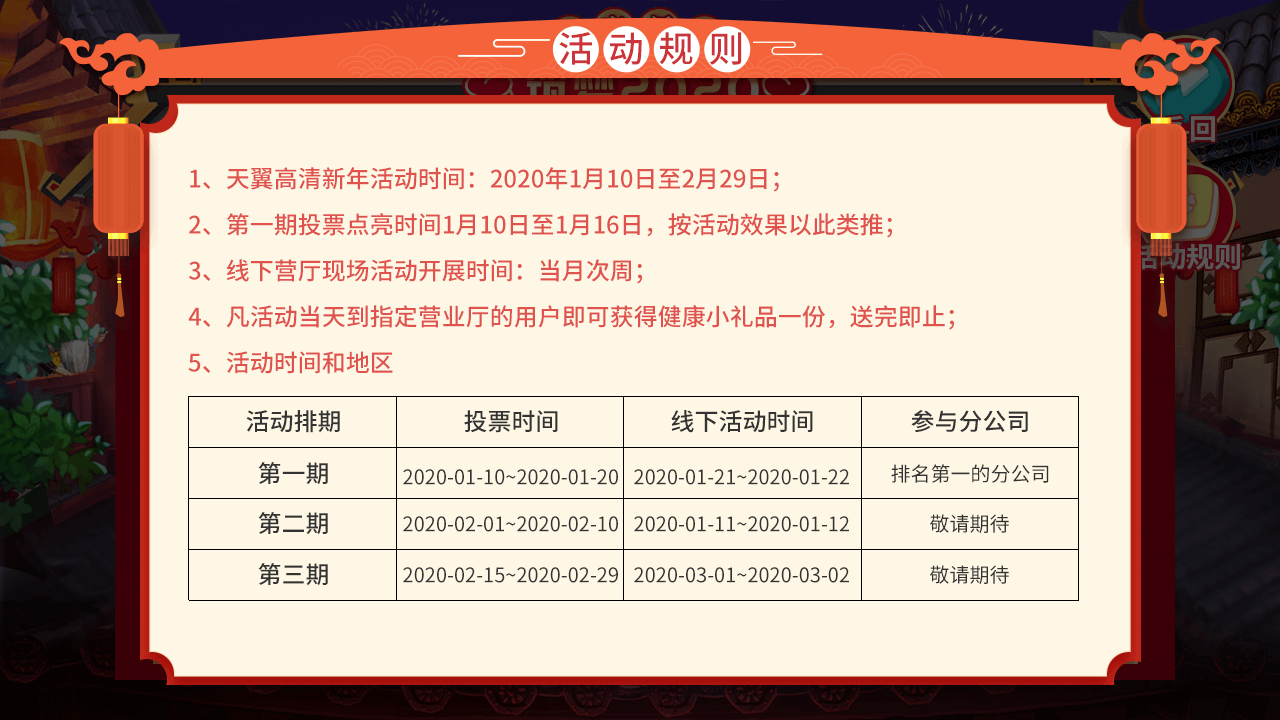 活动规则
筑梦2020
返回
活动规则
1、天翼高清新年活动时间：2020年1月10日至2月29日；
2、第一期投票点亮时间1月10日至1月16日，按活动效果以此类推；
3、线下营厅现场活动开展时间：当月次周；
4、凡活动当天到指定营业厅的用户即可获得健康小礼品一份，送完即止；
5、活动时间和地区
活动排期 投票时间 线下活动时间 参与分公司
第一期 2020-01-10~2020-01-20 2020-01-21~2020-01-22 排名第一的分公司
第二期 2020-02-01~2020-02-10 2020-01-11~2020-01-12 敬请期待
第三期 2020-02-15~2020-02-29 2020-03-01~2020-03-02 敬请期待